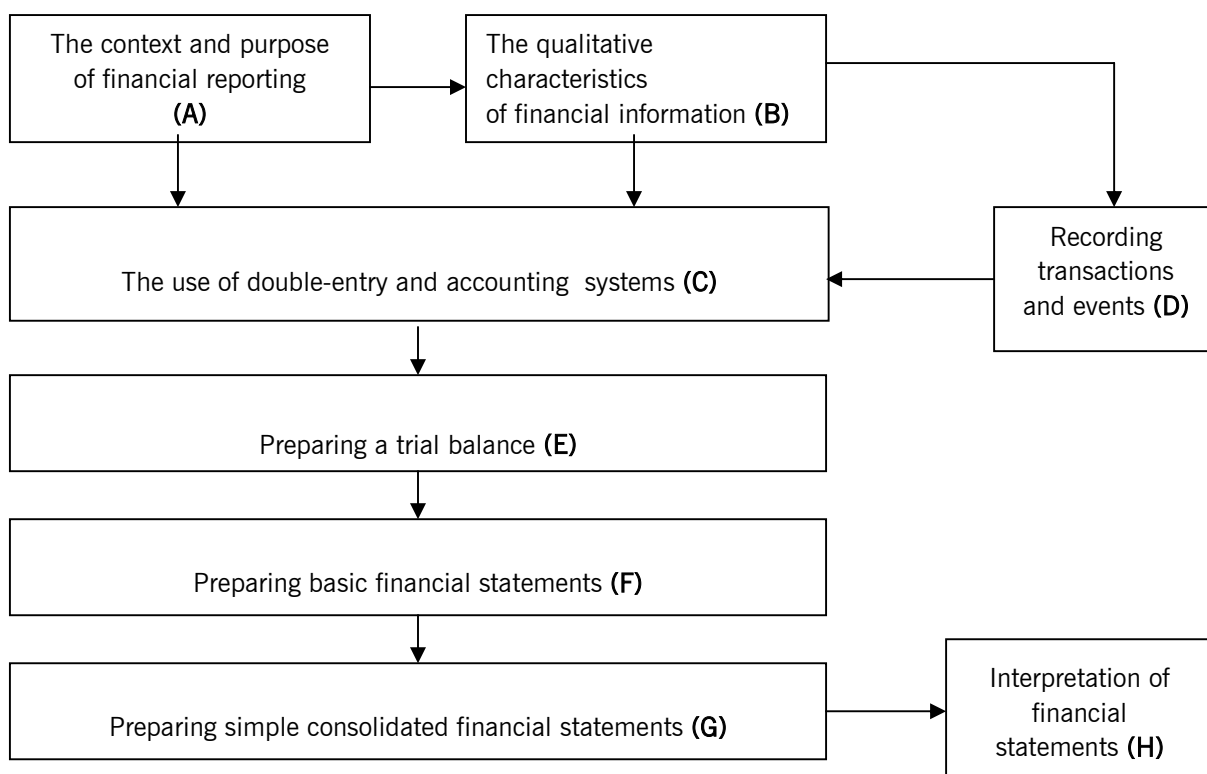 The context and purpose
of financial reporting
(A)
The qualitative
characteristics
of financial information (B)
The use of double-entry and accounting systems (C)
Recording
transactions
and events (D)
Preparing a trial balance (E)
Preparing basic financial statements (F)
Preparing simple consolidated financial statements (G)
Interpretation of
financial
statements (H)